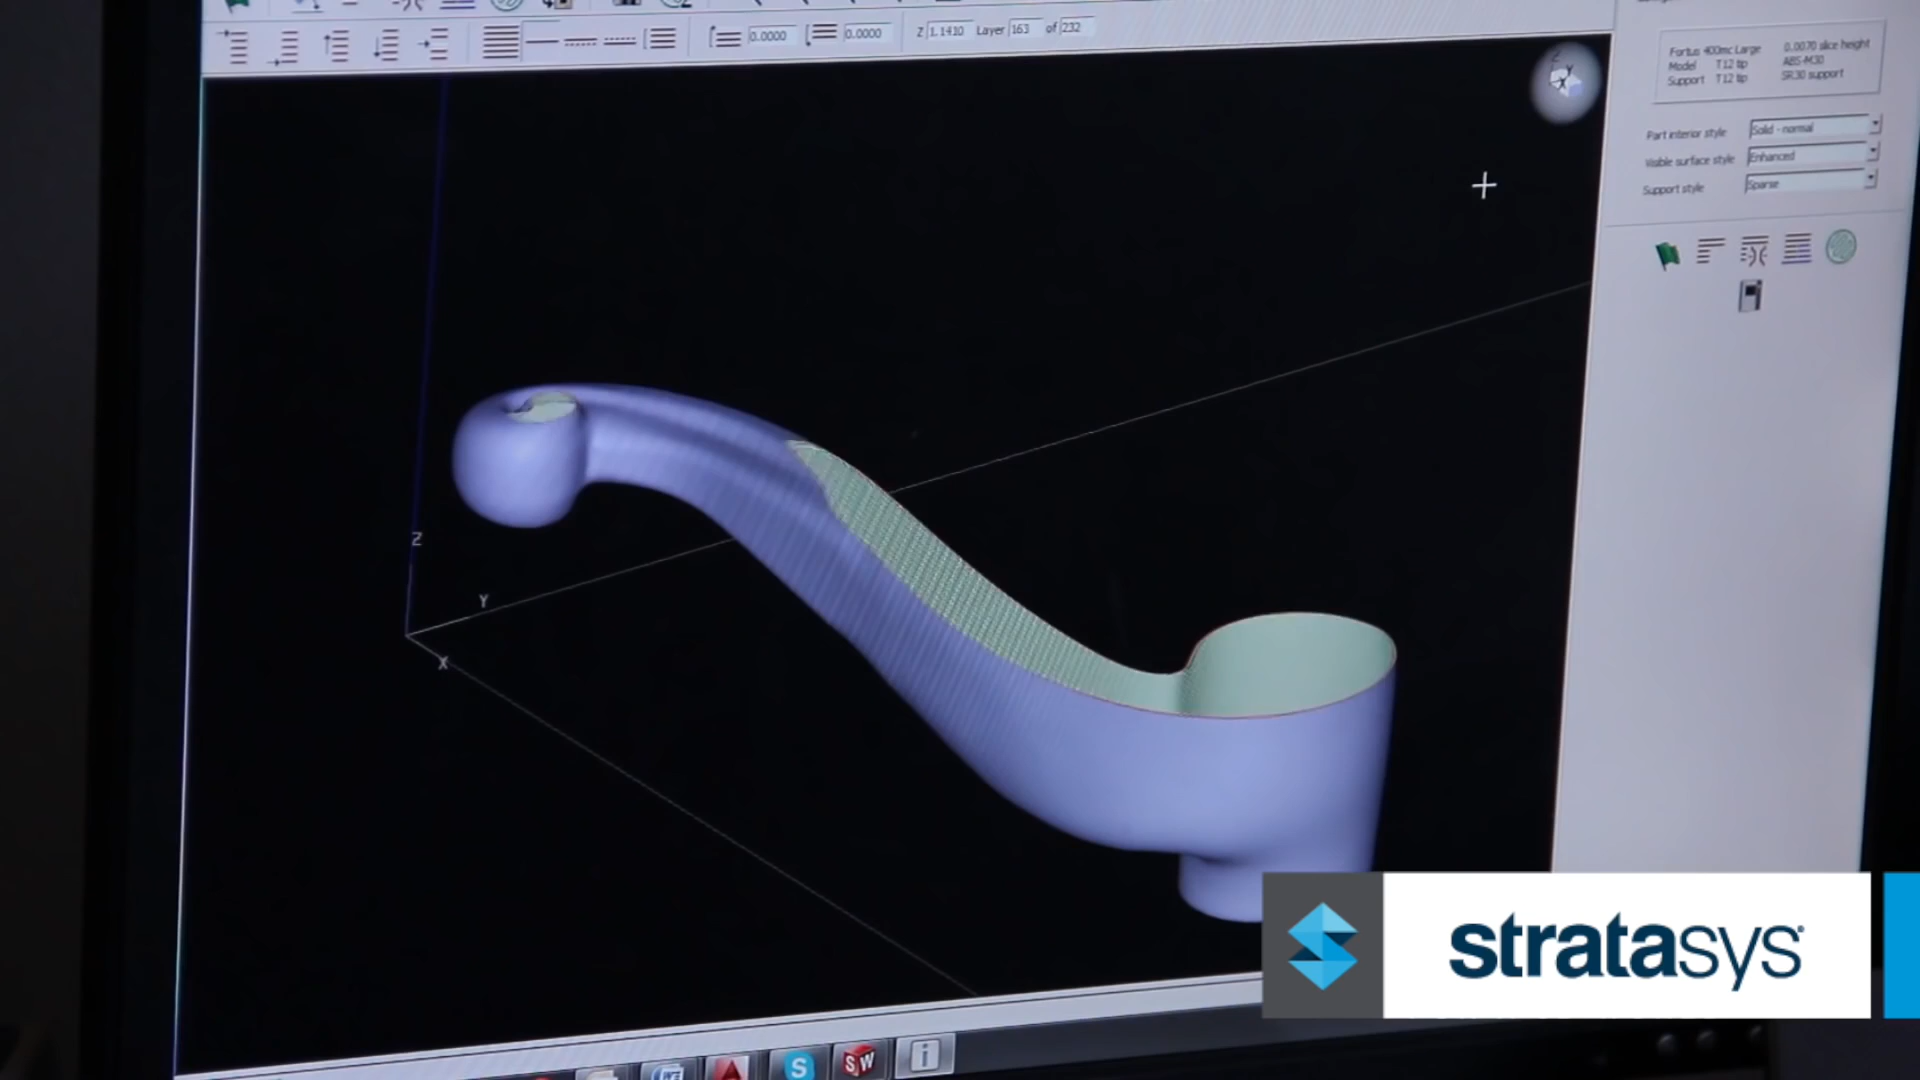 0.0000 0.0000 Z 1.1410 Layer 163 of 232
Fortus 400mc Large 0.0070 slice height
Model T12 tip ABS-M30
Support T12 tip SR30 support
Part interior style Solid - normal
Visible surface style Enhanced
Support style Sparse
Z
Y
X
Z
Y
X
stratasys
S
SW
i